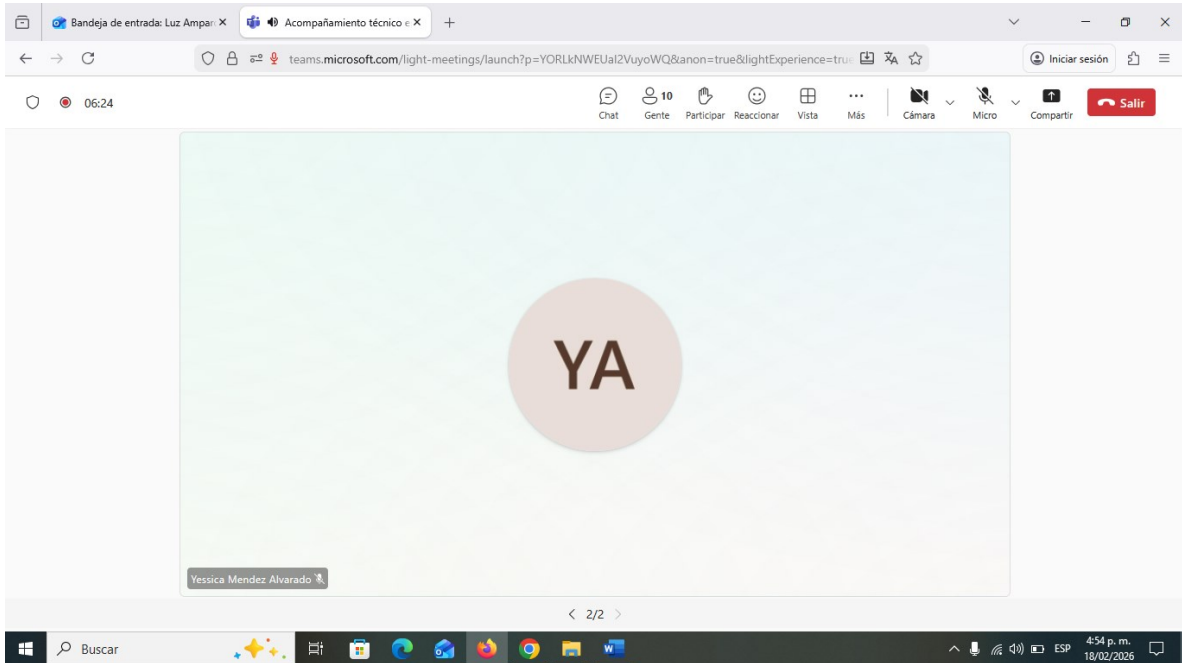 Bandeja de entrada: Luz Ampar
Acompañamiento técnico e
teams.microsoft.com/light-meetings/launch?p=YORLkNWEUal2VuyoWQ&anon=true&lightExperience=tru
Iniciar sesión
06:24
10
Chat
Gente
Participar
Reaccionar
Vista
Más
Cámara
Micro
Compartir
Salir
YA
Yessica Mendez Alvarado
2/2
Buscar
ESP
4:54 p. m.
18/02/2026